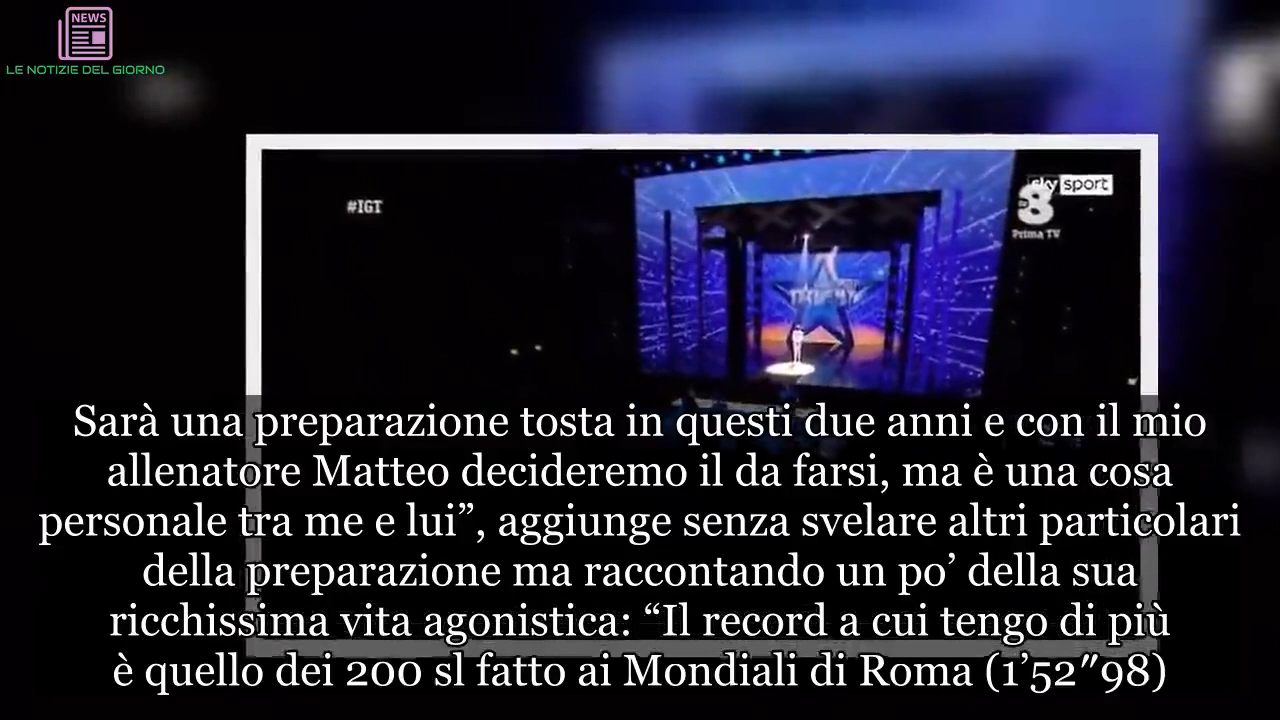 NEWS
LE NOTIZIE DEL GIORNO
sky sport
#IGT
8
Prima TV
Sarà una preparazione tosta in questi due anni e con il mio
allenatore Matteo decideremo il da farsi, ma è una cosa
personale tra me e lui”, aggiunge senza svelare altri particolari
della preparazione ma raccontando un po’ della sua
ricchissima vita agonistica: “Il record a cui tengo di più
è quello dei 200 sl fatto ai Mondiali di Roma (1’52″98)